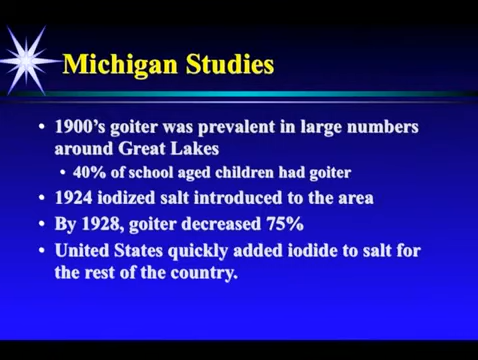 Michigan Studies
• 1900's goiter was prevalent in large numbers
around Great Lakes
• 40% of school aged children had goiter
• 1924 iodized salt introduced to the area
• By 1928, goiter decreased 75%
• United States quickly added iodide to salt for
the rest of the country.